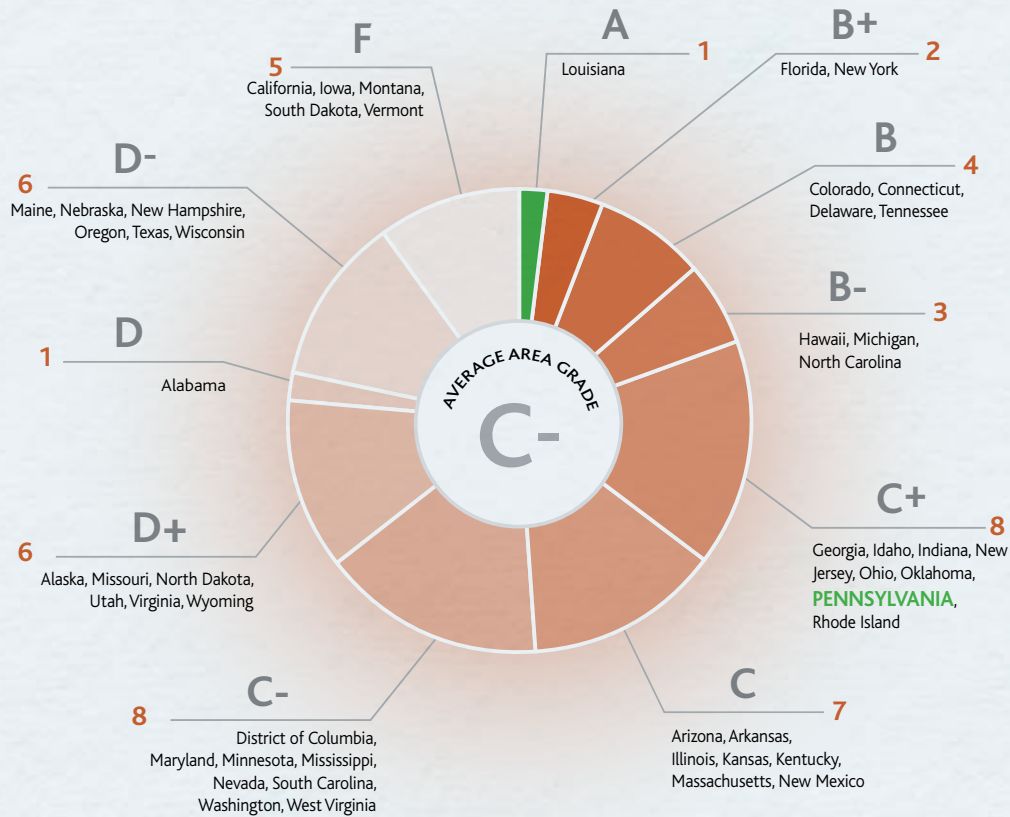 A
1
Louisiana
B+
2
Florida, New York
B
4
Colorado, Connecticut,
Delaware, Tennessee
B-
3
Hawaii, Michigan,
North Carolina
C+
8
Georgia, Idaho, Indiana, New
Jersey, Ohio, Oklahoma,
PENNSYLVANIA,
Rhode Island
C
7
Arizona, Arkansas,
Illinois, Kansas, Kentucky,
Massachusetts, New Mexico
C-
8
District of Columbia,
Maryland, Minnesota, Mississippi,
Nevada, South Carolina,
Washington, West Virginia
D+
6
Alaska, Missouri, North Dakota,
Utah, Virginia, Wyoming
D
1
Alabama
D-
6
Maine, Nebraska, New Hampshire,
Oregon, Texas, Wisconsin
F
5
California, Iowa, Montana,
South Dakota, Vermont
AVERAGE AREA GRADE
C-